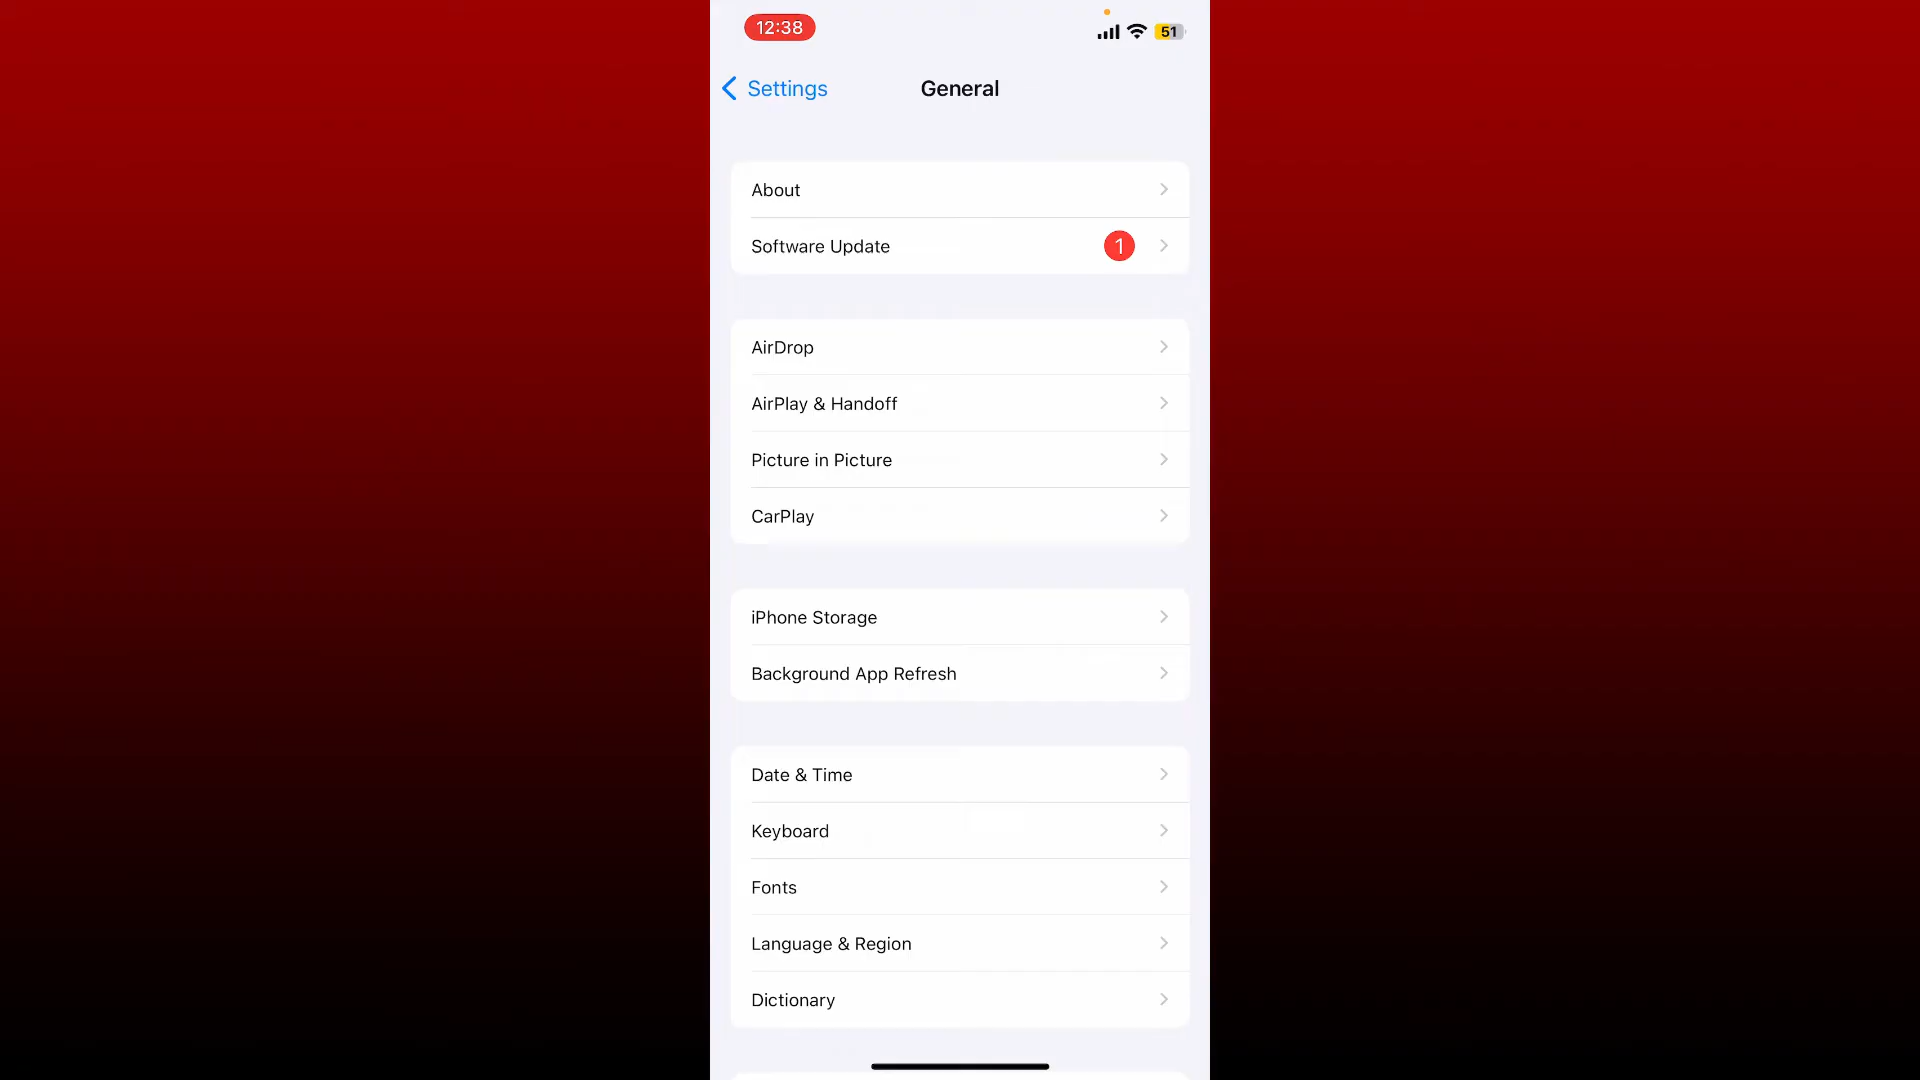 12:38
51
Settings
General
About
Software Update
1
AirDrop
AirPlay & Handoff
Picture in Picture
CarPlay
iPhone Storage
Background App Refresh
Date & Time
Keyboard
Fonts
Language & Region
Dictionary